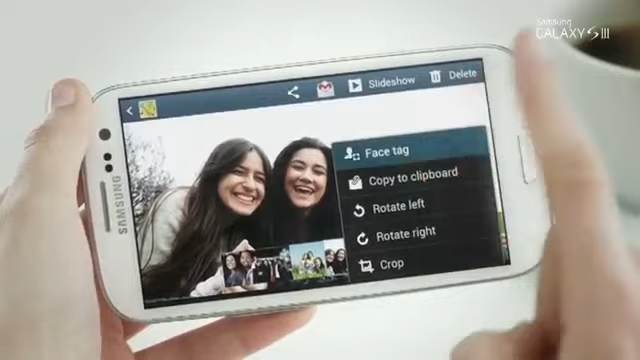 Samsung
GALAXY S III
Slideshow
Delete
Face tag
Copy to clipboard
Rotate left
Rotate right
Crop
SAMSUNG